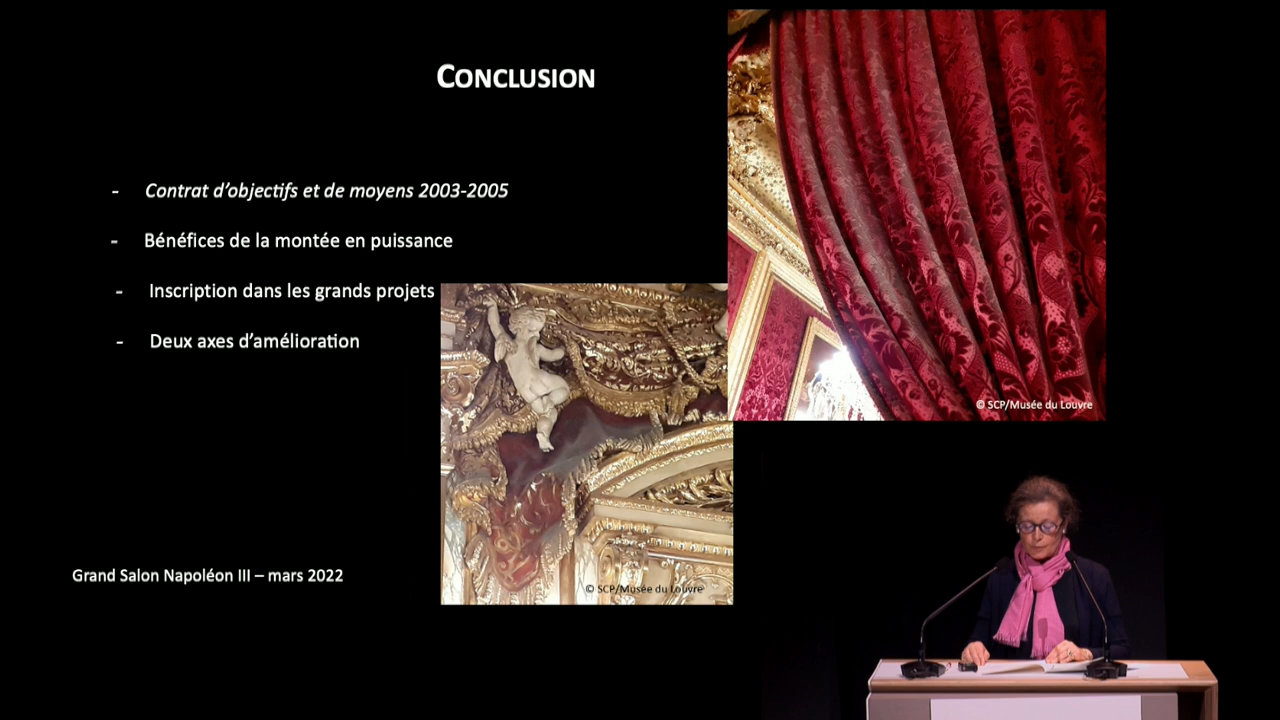 CONCLUSION
- Contrat d'objectifs et de moyens 2003-2005
- Bénéfices de la montée en puissance
- Inscription dans les grands projets
- Deux axes d'amélioration
© SCP/Musée du Louvre
© SCP/Musée du Louvre
Grand Salon Napoléon III – mars 2022